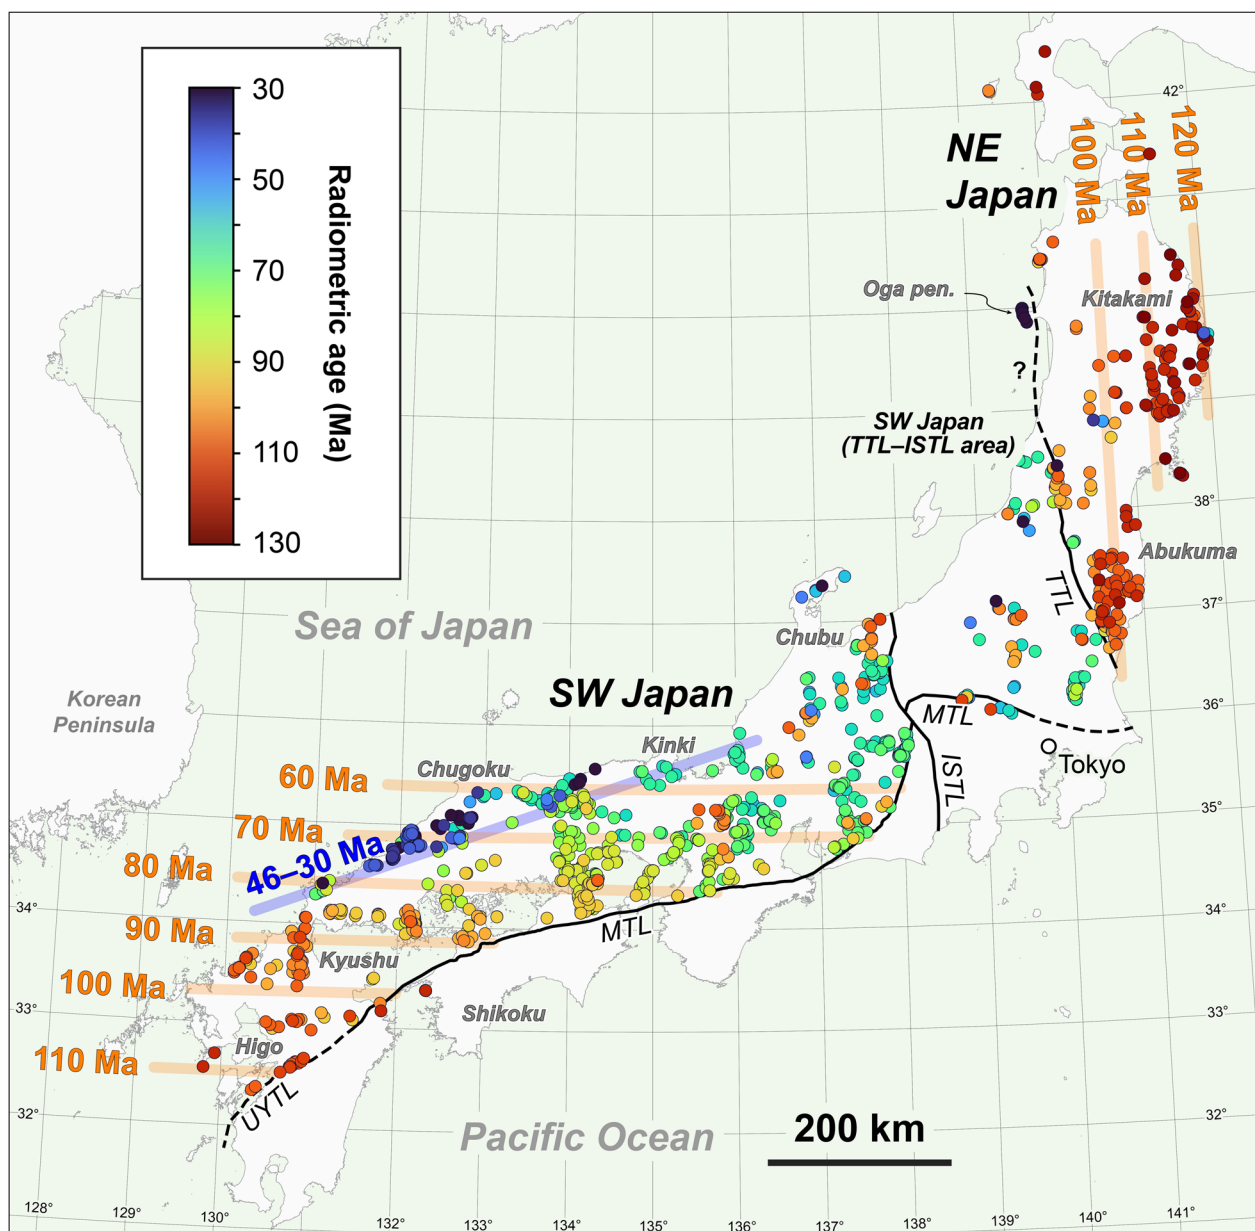 30
50
70
90
110
130
Radiometric age (Ma)
NE
Japan
42°
100 Ma
110 Ma
120 Ma
Oga pen.
Kitakami
?
SW Japan
(TTL–ISTL area)
38°
Abukuma
TTL
37°
Sea of Japan
Chubu
Korean
Peninsula
SW Japan
36°
MTL
Kinki
Tokyo
ISTL
Chugoku
60 Ma
35°
70 Ma
46–30 Ma
80 Ma
34°
34°
MTL
90 Ma
Kyushu
100 Ma
33°
Shikoku
33°
Higo
110 Ma
UYTL
32°
32°
Pacific Ocean
200 km
128°
129°
130°
132°
133°
134°
135°
136°
137°
138°
139°
140°
141°